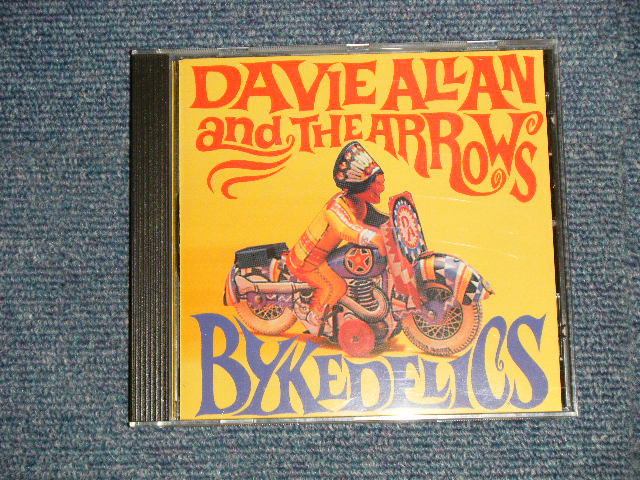 DAVIE ALLAN
and THE ARROWS
BYKEDELICS